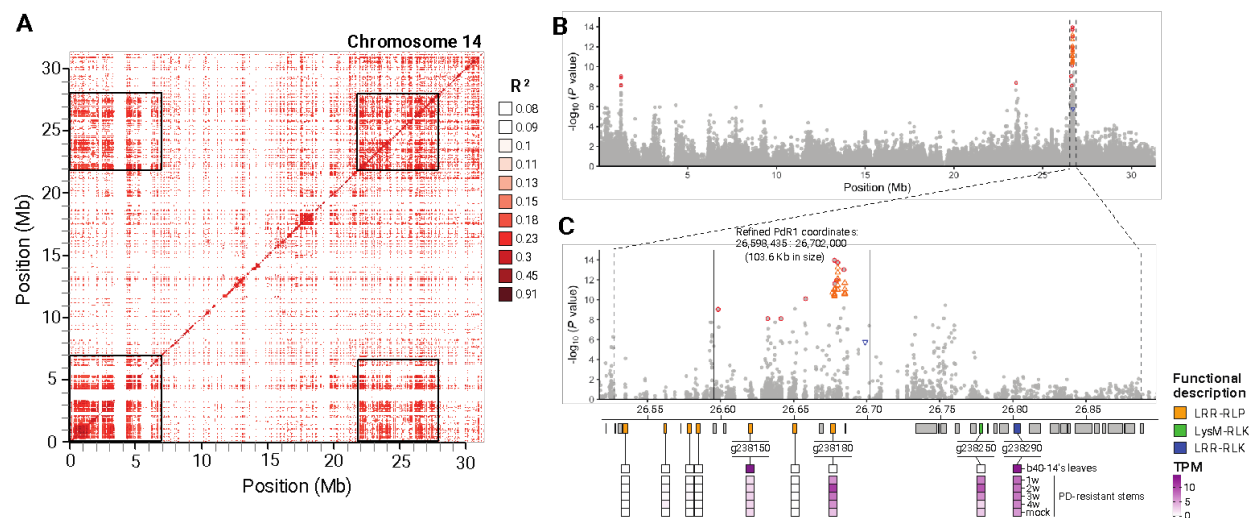 A
Chromosome 14
Position (Mb)
30
25
20
15
10
5
0
0 5 10 15 20 25 30
Position (Mb)
R²
0.08
0.09
0.1
0.11
0.13
0.15
0.18
0.23
0.3
0.45
0.91
B
-log₁₀ (P value)
14
12
10
8
6
4
2
0
5 10 15 20 25 30
Position (Mb)
C
Refined PdR1 coordinates:
26,598,435 : 26,702,000
(103.6 Kb in size)
-log₁₀ (P value)
14
12
10
8
6
4
2
0
26.55 26.60 26.65 26.70 26.75 26.80 26.85
g238150 g238180 g238250 g238290
b40-14's leaves
1w
2w
3w
4w
mock
PD-resistant stems
Functional
description
LRR-RLP
LysM-RLK
LRR-RLK
TPM
10
5
0